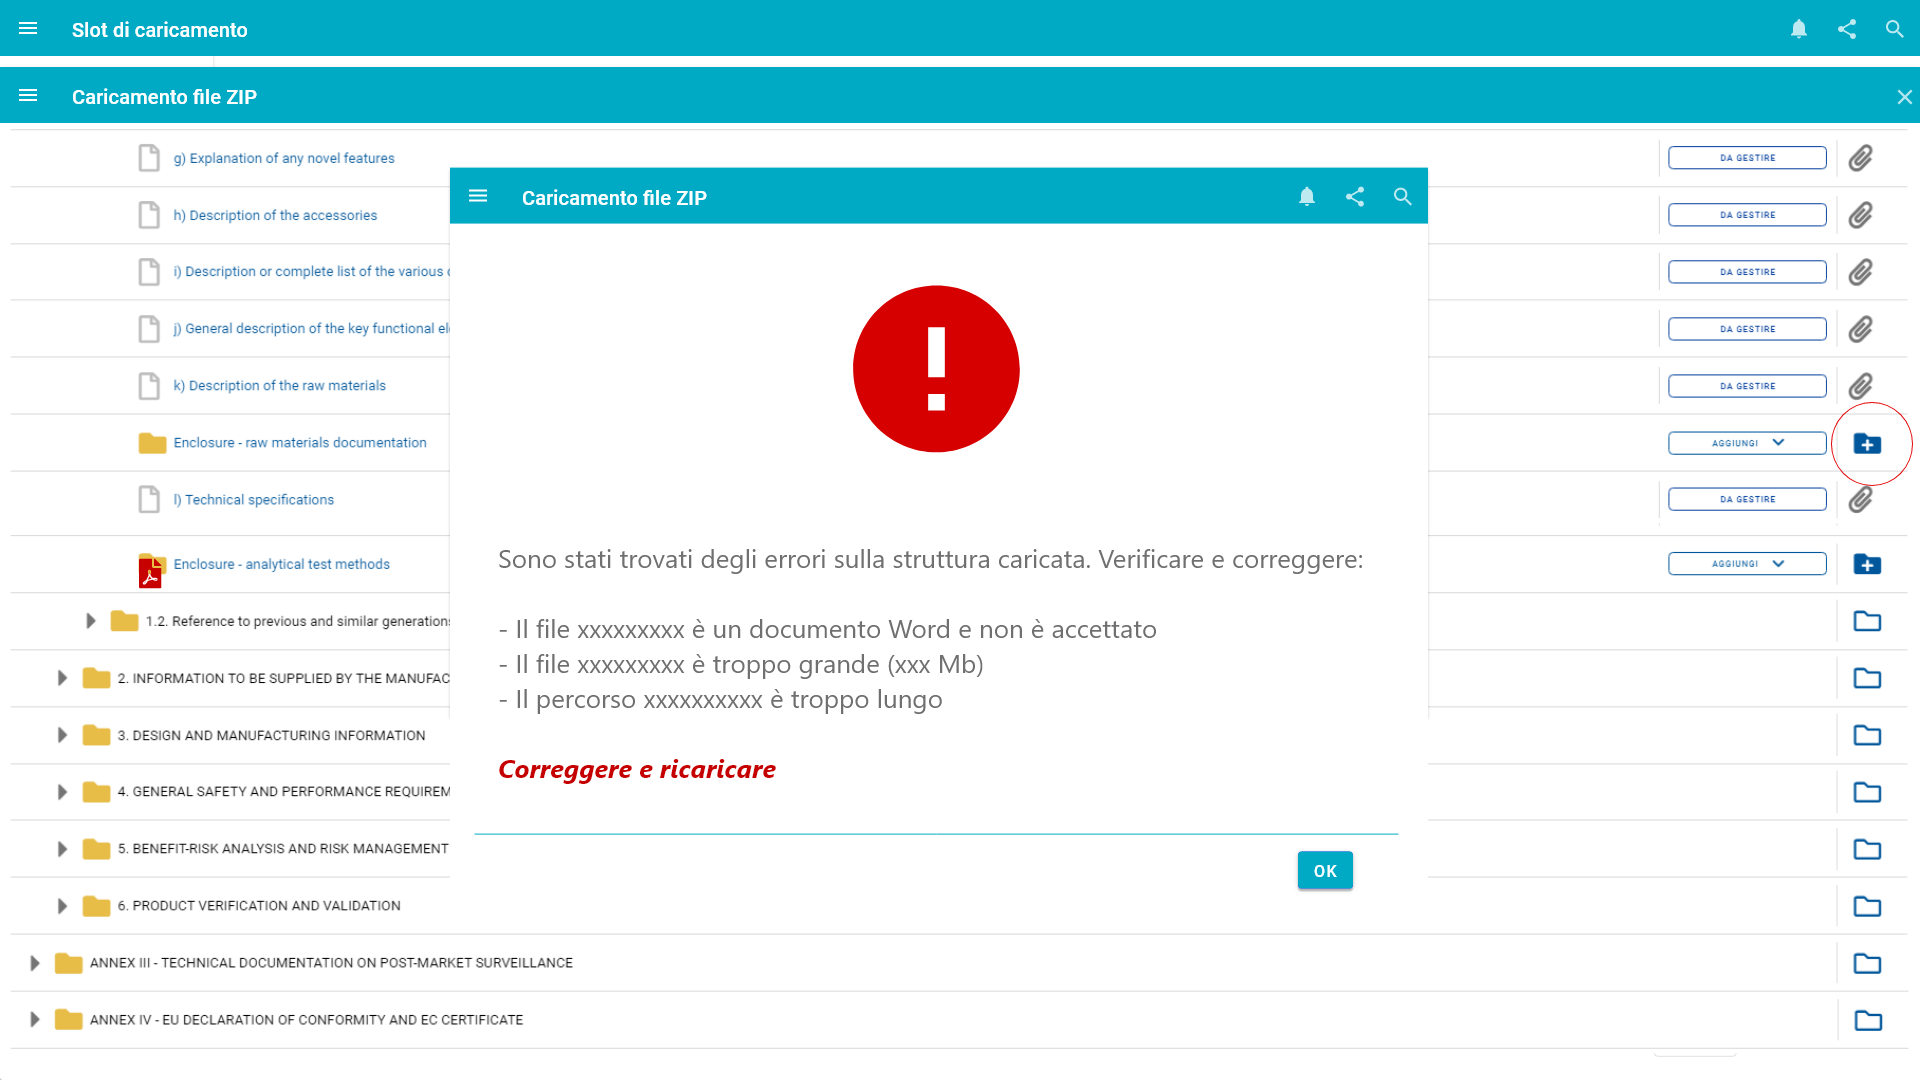 Slot di caricamento
Caricamento file ZIP
g) Explanation of any novel features
DA GESTIRE
h) Description of the accessories
DA GESTIRE
i) Description or complete list of the various
DA GESTIRE
j) General description of the key functional
DA GESTIRE
k) Description of the raw materials
DA GESTIRE
Enclosure - raw materials documentation
AGGIUNGI
l) Technical specifications
DA GESTIRE
Enclosure - analytical test methods
AGGIUNGI
1.2. Reference to previous and similar generations
2. INFORMATION TO BE SUPPLIED BY THE MANUFAC
3. DESIGN AND MANUFACTURING INFORMATION
4. GENERAL SAFETY AND PERFORMANCE REQUIREM
5. BENEFIT-RISK ANALYSIS AND RISK MANAGEMENT
6. PRODUCT VERIFICATION AND VALIDATION
ANNEX III - TECHNICAL DOCUMENTATION ON POST-MARKET SURVEILLANCE
ANNEX IV - EU DECLARATION OF CONFORMITY AND EC CERTIFICATE
Caricamento file ZIP
Sono stati trovati degli errori sulla struttura caricata. Verificare e correggere:
- Il file xxxxxxxxx è un documento Word e non è accettato
- Il file xxxxxxxxx è troppo grande (xxx Mb)
- Il percorso xxxxxxxxxx è troppo lungo
Correggere e ricaricare
OK